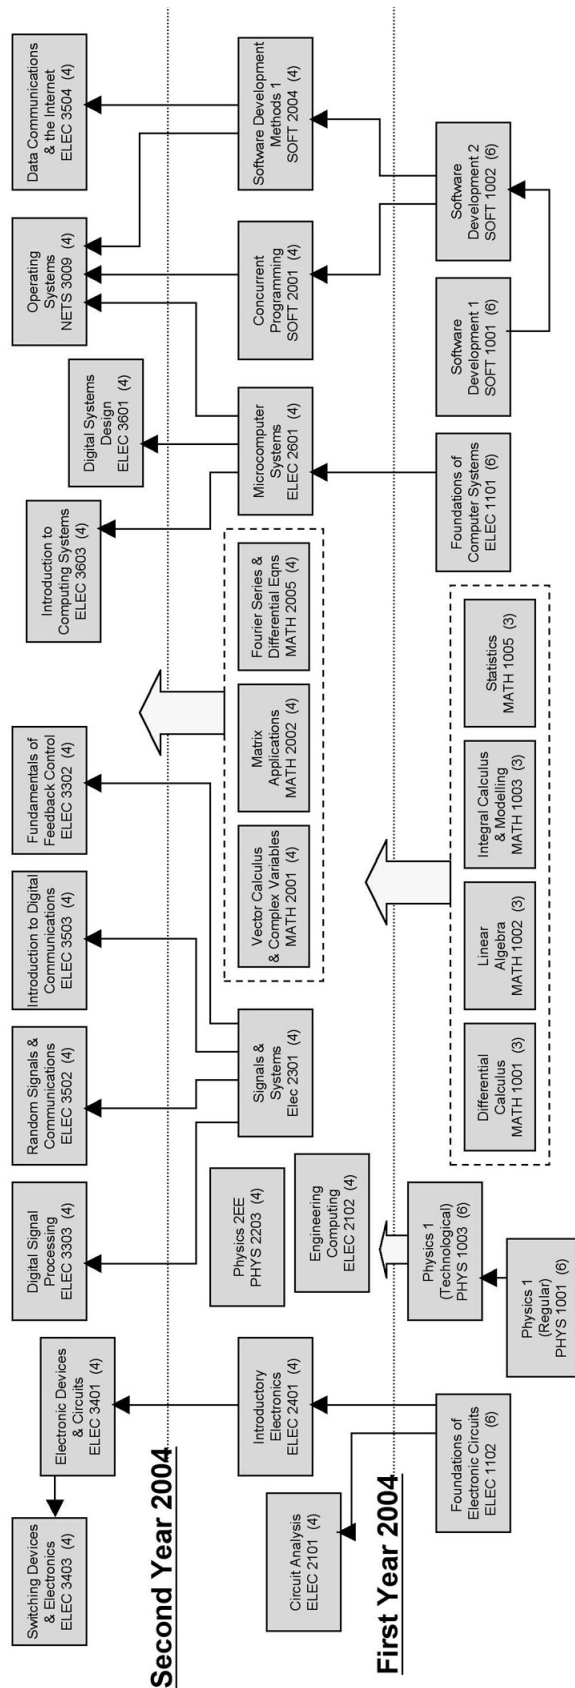 Switching Devices
& Electronics
ELEC 3403 (4)
Electronic Devices
& Circuits
ELEC 3401 (4)
Digital Signal
Processing
ELEC 3303 (4)
Random Signals &
Communications
ELEC 3502 (4)
Introduction to Digital
Communications
ELEC 3503 (4)
Fundamentals of
Feedback Control
ELEC 3302 (4)
Introduction to
Computing Systems
ELEC 3603 (4)
Digital Systems
Design
ELEC 3601 (4)
Operating
Systems
NETS 3009 (4)
Data Communications
& the Internet
ELEC 3504 (4)
Second Year 2004
Circuit Analysis
ELEC 2101 (4)
Introductory
Electronics
ELEC 2401 (4)
Physics 2EE
PHYS 2203 (4)
Engineering
Computing
ELEC 2102 (4)
Signals &
Systems
Elec 2301 (4)
Vector Calculus
& Complex Variables
MATH 2001 (4)
Matrix
Applications
MATH 2002 (4)
Fourier Series &
Differential Eqns
MATH 2005 (4)
Microcomputer
Systems
ELEC 2601 (4)
Concurrent
Programming
SOFT 2001 (4)
Software Development
Methods 1
SOFT 2004 (4)
First Year 2004
Foundations of
Electronic Circuits
ELEC 1102 (6)
Physics 1
(Technological)
PHYS 1003 (6)
Physics 1
(Regular)
PHYS 1001 (6)
Differential
Calculus
MATH 1001 (3)
Linear
Algebra
MATH 1002 (3)
Integral Calculus
& Modelling
MATH 1003 (3)
Statistics
MATH 1005 (3)
Foundations of
Computer Systems
ELEC 1101 (6)
Software
Development 1
SOFT 1001 (6)
Software
Development 2
SOFT 1002 (6)